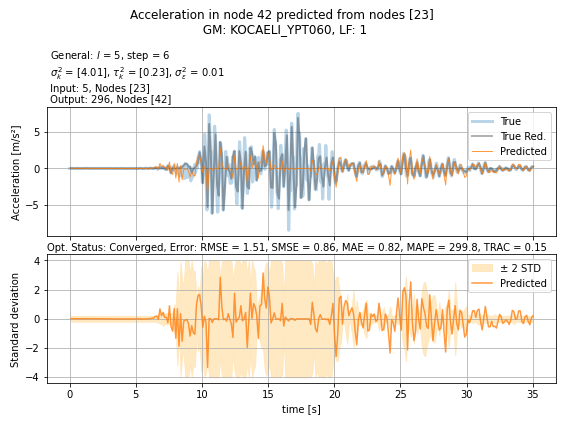 Acceleration in node 42 predicted from nodes [23]
GM: KOCAELI_YPT060, LF: 1
General: l = 5, step = 6
σ²ₖ = [4.01], τ²ₖ = [0.23], σ²ε = 0.01
Input: 5, Nodes [23]
Output: 296, Nodes [42]
Acceleration [m/s²]
5
0
−5
True
True Red.
Predicted
Opt. Status: Converged, Error: RMSE = 1.51, SMSE = 0.86, MAE = 0.82, MAPE = 299.8, TRAC = 0.15
Standard deviation
4
2
0
−2
−4
± 2 STD
Predicted
0 5 10 15 20 25 30 35
time [s]